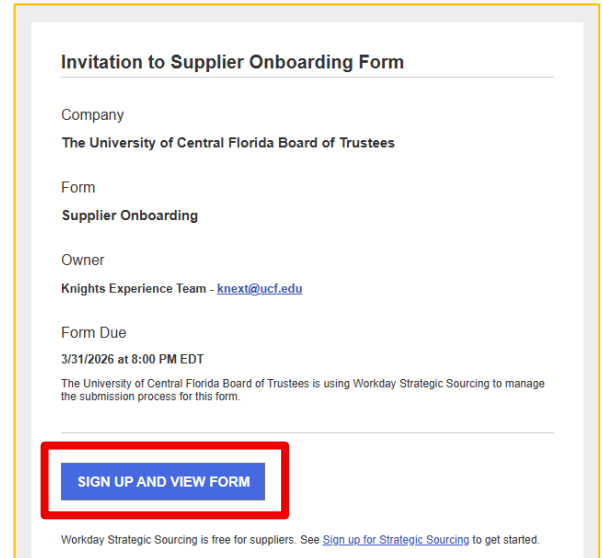 Invitation to Supplier Onboarding Form
Company
The University of Central Florida Board of Trustees
Form
Supplier Onboarding
Owner
Knights Experience Team - knext@ucf.edu
Form Due
3/31/2026 at 8:00 PM EDT
The University of Central Florida Board of Trustees is using Workday Strategic Sourcing to manage
the submission process for this form.
SIGN UP AND VIEW FORM
Workday Strategic Sourcing is free for suppliers. See Sign up for Strategic Sourcing to get started.